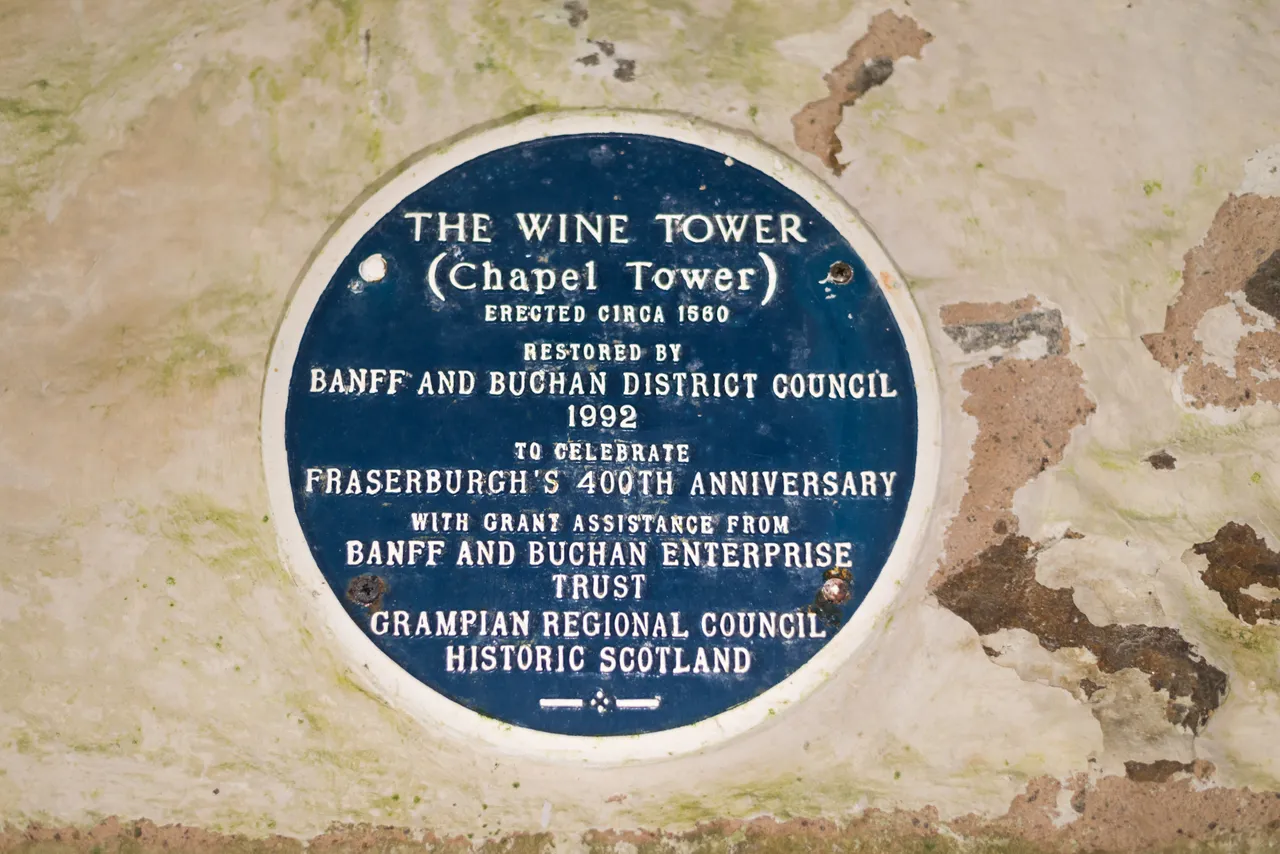 THE WINE TOWER
(Chapel Tower)
ERECTED CIRCA 1560
RESTORED BY
BANFF AND BUCHAN DISTRICT COUNCIL
1992
TO CELEBRATE
FRASERBURGH'S 400TH ANNIVERSARY
WITH GRANT ASSISTANCE FROM
BANFF AND BUCHAN ENTERPRISE
TRUST
GRAMPIAN REGIONAL COUNCIL
HISTORIC SCOTLAND